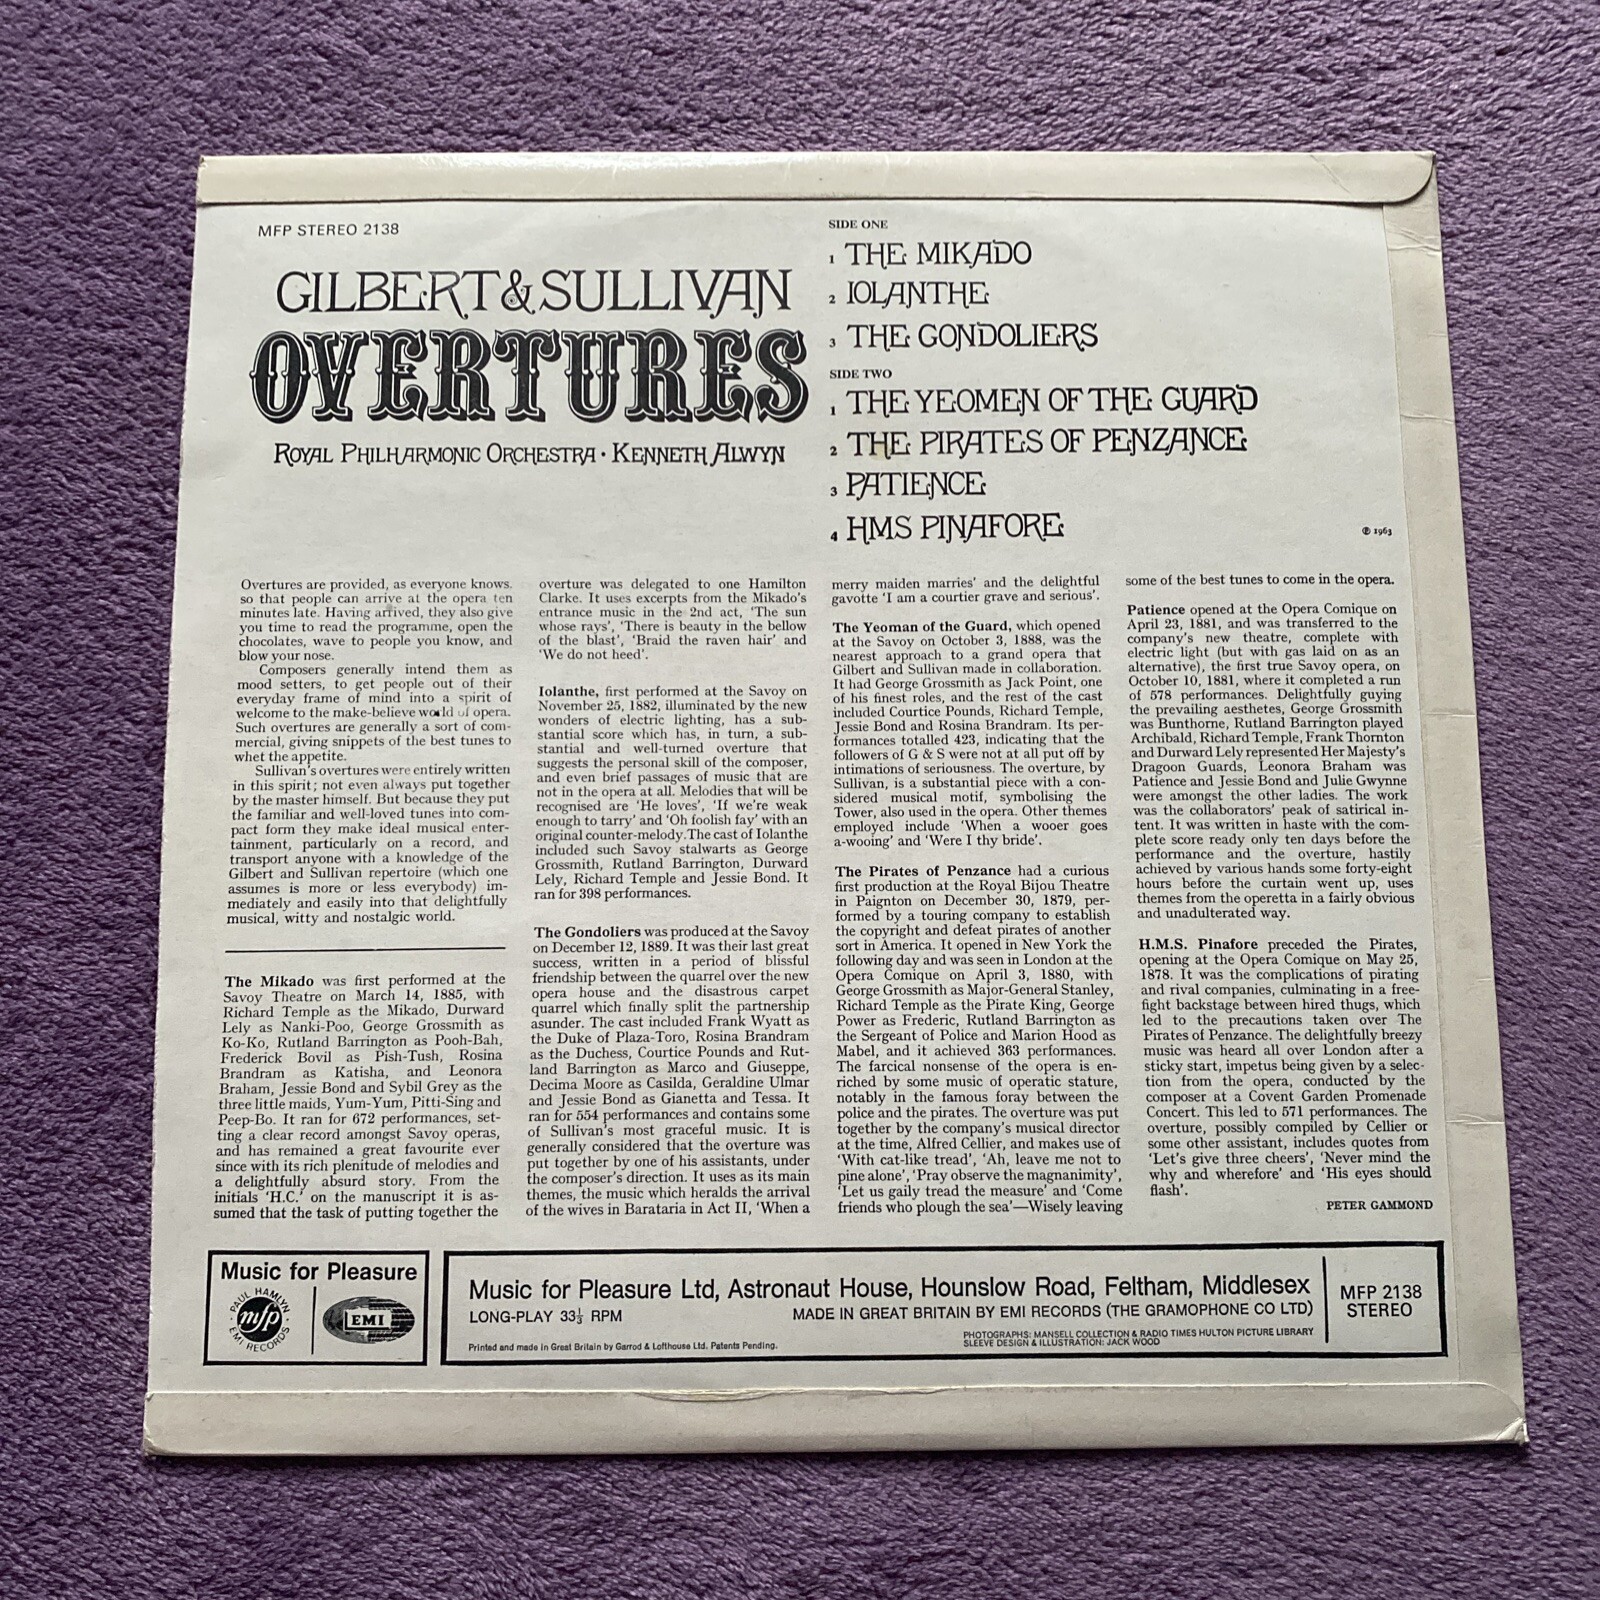 MFP STEREO 2138
GILBERT & SULLIVAN
OVERTURES
ROYAL PHILHARMONIC ORCHESTRA • KENNETH ALWYN
SIDE ONE
1 THE MIKADO
2 IOLANTHE
3 THE GONDOLIERS
SIDE TWO
1 THE YEOMEN OF THE GUARD
2 THE PIRATES OF PENZANCE
3 PATIENCE
4 HMS PINAFORE
℗ 1963
Overtures are provided, as everyone knows.
so that people can arrive at the opera ten
minutes late. Having arrived, they also give
you time to read the programme, open the
chocolates, wave to people you know, and
blow your nose.
Composers generally intend them as
mood setters, to get people out of their
everyday frame of mind into a spirit of
welcome to the make-believe world of opera.
Such overtures are generally a sort of com-
mercial, giving snippets of the best tunes to
whet the appetite.
Sullivan's overtures were entirely written
in this spirit; not even always put together
by the master himself. But because they put
the familiar and well-loved tunes into com-
pact form they make ideal musical enter-
tainment, particularly on a record, and
transport anyone with a knowledge of the
Gilbert and Sullivan repertoire (which one
assumes is more or less everybody) im-
mediately and easily into that delightfully
musical, witty and nostalgic world.
The Mikado was first performed at the
Savoy Theatre on March 14, 1885, with
Richard Temple as the Mikado, Durward
Lely as Nanki-Poo, George Grossmith as
Ko-Ko, Rutland Barrington as Pooh-Bah,
Frederick Bovil as Pish-Tush, Rosina
Brandram as Katisha, and Leonora
Braham, Jessie Bond and Sybil Grey as the
three little maids, Yum-Yum, Pitti-Sing and
Peep-Bo. It ran for 672 performances, set-
ting a clear record amongst Savoy operas,
and has remained a great favourite ever
since with its rich plenitude of melodies and
a delightfully absurd story. From the
initials 'H.C.' on the manuscript it is as-
sumed that the task of putting together the
overture was delegated to one Hamilton
Clarke. It uses excerpts from the Mikado's
entrance music in the 2nd act, 'The sun
whose rays', 'There is beauty in the bellow
of the blast', 'Braid the raven hair' and
'We do not heed'.
Iolanthe, first performed at the Savoy on
November 25, 1882, illuminated by the new
wonders of electric lighting, has a sub-
stantial score which has, in turn, a sub-
stantial and well-turned overture that
suggests the personal skill of the composer,
and even brief passages of music that are
not in the opera at all. Melodies that will be
recognised are 'He loves', 'If we're weak
enough to tarry' and 'Oh foolish fay' with an
original counter-melody.The cast of Iolanthe
included such Savoy stalwarts as George
Grossmith, Rutland Barrington, Durward
Lely, Richard Temple and Jessie Bond. It
ran for 398 performances.
The Gondoliers was produced at the Savoy
on December 12, 1889. It was their last great
success, written in a period of blissful
friendship between the quarrel over the new
opera house and the disastrous carpet
quarrel which finally split the partnership
asunder. The cast included Frank Wyatt as
the Duke of Plaza-Toro, Rosina Brandram
as the Duchess, Courtice Pounds and Rut-
land Barrington as Marco and Giuseppe,
Decima Moore as Casilda, Geraldine Ulmar
and Jessie Bond as Gianetta and Tessa. It
ran for 554 performances and contains some
of Sullivan's most graceful music. It is
generally considered that the overture was
put together by one of his assistants, under
the composer's direction. It uses as its main
themes, the music which heralds the arrival
of the wives in Barataria in Act II, 'When a
merry maiden marries' and the delightful
gavotte 'I am a courtier grave and serious'.
The Yeoman of the Guard, which opened
at the Savoy on October 3, 1888, was the
nearest approach to a grand opera that
Gilbert and Sullivan made in collaboration.
It had George Grossmith as Jack Point, one
of his finest roles, and the rest of the cast
included Courtice Pounds, Richard Temple,
Jessie Bond and Rosina Brandram. Its per-
formances totalled 423, indicating that the
followers of G & S were not at all put off by
intimations of seriousness. The overture, by
Sullivan, is a substantial piece with a con-
sidered musical motif, symbolising the
Tower, also used in the opera. Other themes
employed include 'When a wooer goes
a-wooing' and 'Were I thy bride'.
The Pirates of Penzance had a curious
first production at the Royal Bijou Theatre
in Paignton on December 30, 1879, per-
formed by a touring company to establish
the copyright and defeat pirates of another
sort in America. It opened in New York the
following day and was seen in London at the
Opera Comique on April 3, 1880, with
George Grossmith as Major-General Stanley,
Richard Temple as the Pirate King, George
Power as Frederic, Rutland Barrington as
the Sergeant of Police and Marion Hood as
Mabel, and it achieved 363 performances.
The farcical nonsense of the opera is en-
riched by some music of operatic stature,
notably in the famous foray between the
police and the pirates. The overture was put
together by the company's musical director
at the time, Alfred Cellier, and makes use of
'With cat-like tread', 'Ah, leave me not to
pine alone', 'Pray observe the magnanimity',
'Let us gaily tread the measure' and 'Come
friends who plough the sea'—Wisely leaving
some of the best tunes to come in the opera.
Patience opened at the Opera Comique on
April 23, 1881, and was transferred to the
company's new theatre, complete with
electric light (but with gas laid on as an
alternative), the first true Savoy opera, on
October 10, 1881, where it completed a run
of 578 performances. Delightfully guying
the prevailing aesthetes, George Grossmith
was Bunthorne, Rutland Barrington played
Archibald, Richard Temple, Frank Thornton
and Durward Lely represented Her Majesty's
Dragoon Guards, Leonora Braham was
Patience and Jessie Bond and Julie Gwynne
were amongst the other ladies. The work
was the collaborators' peak of satirical in-
tent. It was written in haste with the com-
plete score ready only ten days before the
performance and the overture, hastily
achieved by various hands some forty-eight
hours before the curtain went up, uses
themes from the operetta in a fairly obvious
and unadulterated way.
H.M.S. Pinafore preceded the Pirates,
opening at the Opera Comique on May 25,
1878. It was the complications of pirating
and rival companies, culminating in a free-
fight backstage between hired thugs, which
led to the precautions taken over The
Pirates of Penzance. The delightfully breezy
music was heard all over London after a
sticky start, impetus being given by a selec-
tion from the opera, conducted by the
composer at a Covent Garden Promenade
Concert. This led to 571 performances. The
overture, possibly compiled by Cellier or
some other assistant, includes quotes from
'Let's give three cheers', 'Never mind the
why and wherefore' and 'His eyes should
flash'.
PETER GAMMOND
Music for Pleasure
PAUL HAMLYN
mfp
EMI RECORDS
EMI
Music for Pleasure Ltd, Astronaut House, Hounslow Road, Feltham, Middlesex
LONG-PLAY 33⅓ RPM
MADE IN GREAT BRITAIN BY EMI RECORDS (THE GRAMOPHONE CO LTD)
PHOTOGRAPHS: MANSELL COLLECTION & RADIO TIMES HULTON PICTURE LIBRARY
SLEEVE DESIGN & ILLUSTRATION: JACK WOOD
Printed and made in Great Britain by Garrod & Lofthouse Ltd. Patents Pending.
MFP 2138
STEREO